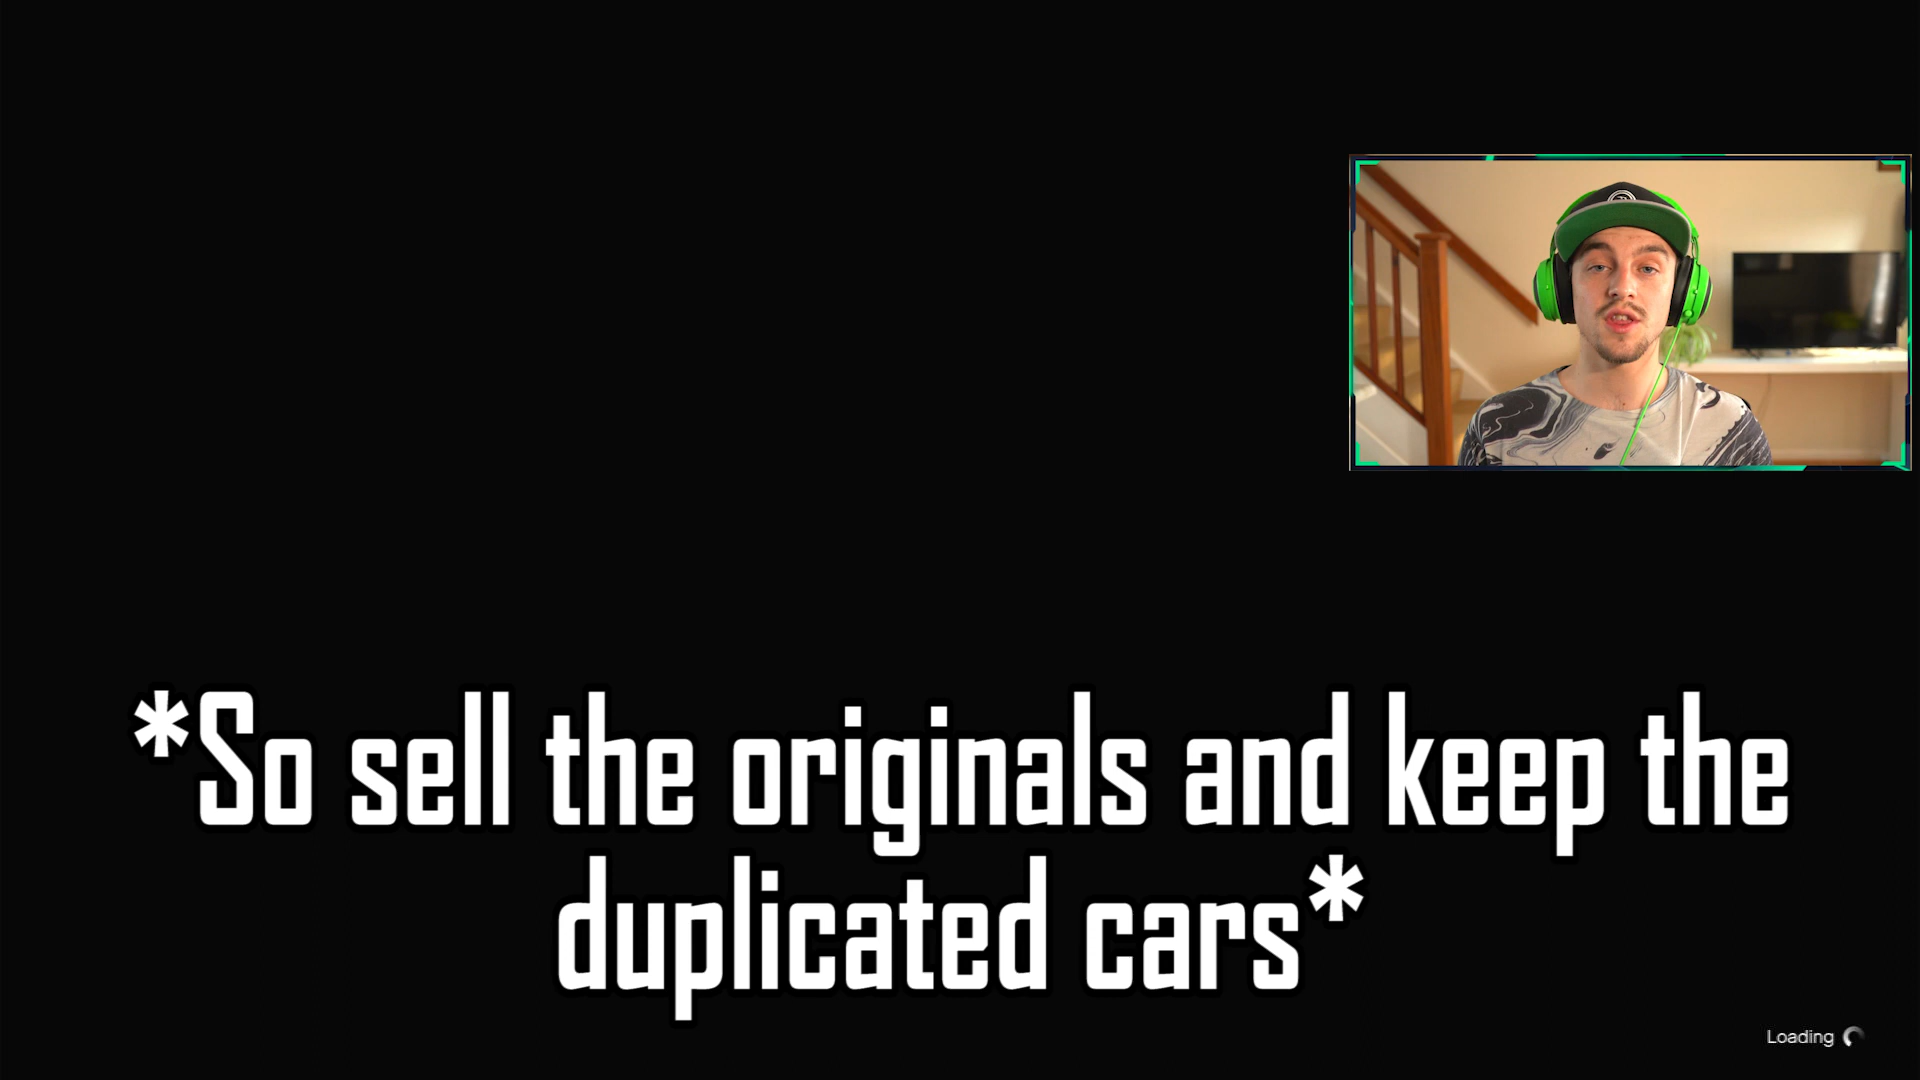 *So sell the originals and keep the
duplicated cars*
Loading